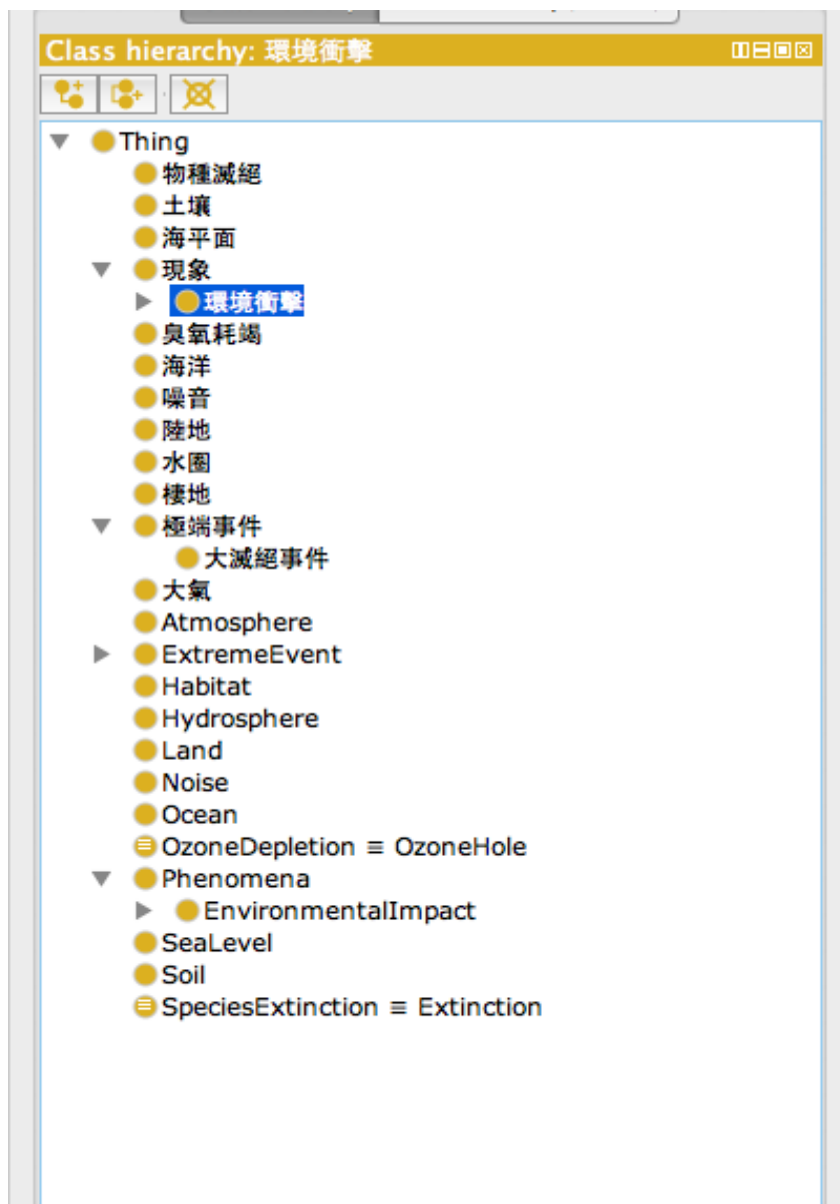 Class hierarchy: 環境衝擊
Thing
物種滅絕
土壤
海平面
現象
環境衝擊
臭氧耗竭
海洋
噪音
陸地
水圈
棲地
極端事件
大滅絕事件
大氣
Atmosphere
ExtremeEvent
Habitat
Hydrosphere
Land
Noise
Ocean
OzoneDepletion ≡ OzoneHole
Phenomena
EnvironmentalImpact
SeaLevel
Soil
SpeciesExtinction ≡ Extinction